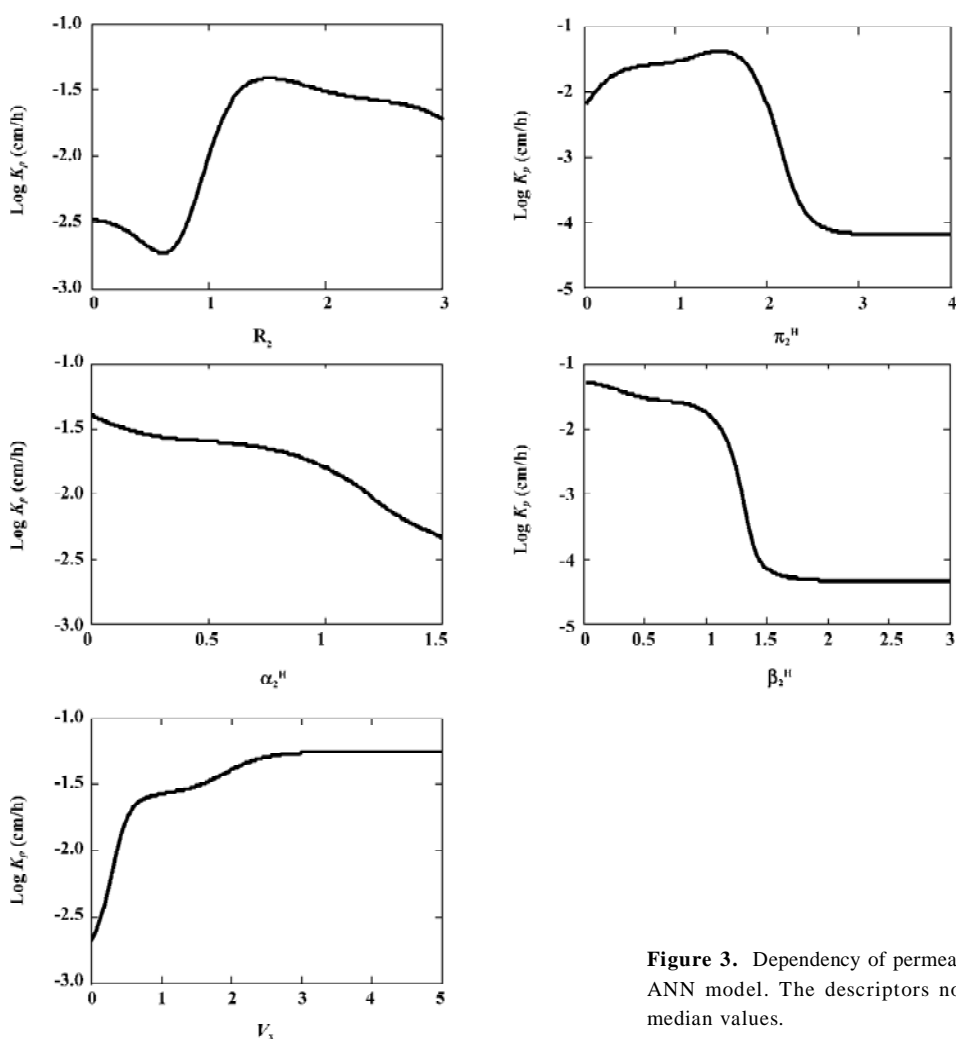 -1.0
-1.5
-2.0
-2.5
-3.0
Log Kp (cm/h)
0 1 2 3
R₂
-1
-2
-3
-4
-5
Log Kp (cm/h)
0 1 2 3 4
π₂ᴴ
-1.0
-1.5
-2.0
-2.5
-3.0
Log Kp (cm/h)
0 0.5 1 1.5
α₂ᴴ
-1
-2
-3
-4
-5
Log Kp (cm/h)
0 0.5 1 1.5 2 2.5 3
β₂ᴴ
-1.0
-1.5
-2.0
-2.5
-3.0
Log Kp (cm/h)
0 1 2 3 4 5
Vₓ
Figure 3. Dependency of permea
ANN model. The descriptors no
median values.